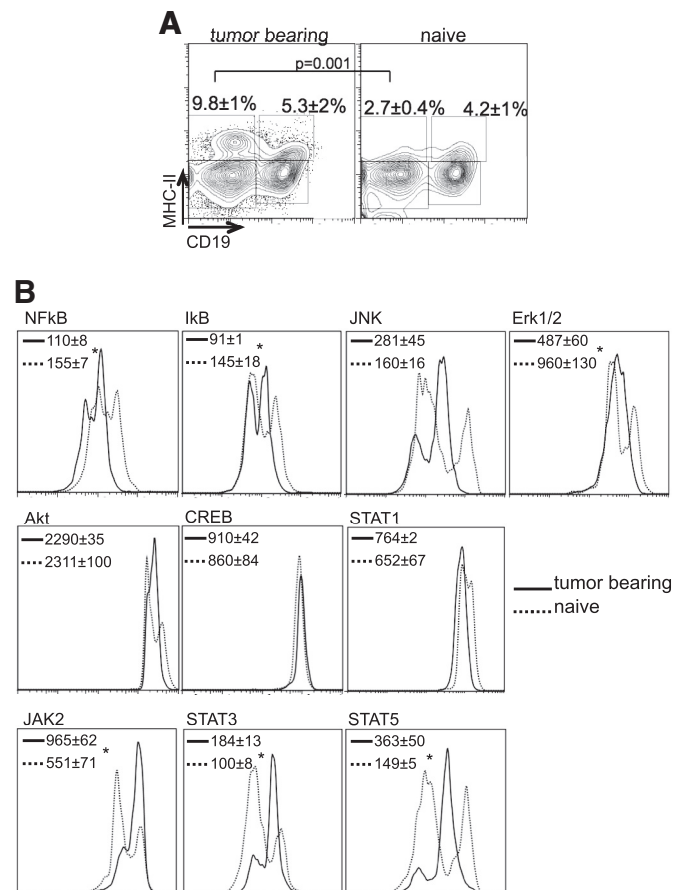 A
tumor bearing naive
p=0.001
9.8±1% 5.3±2% 2.7±0.4% 4.2±1%
MHC-II
CD19
B
NFkB IkB JNK Erk1/2
110±8 91±1 281±45 487±60
* * *
155±7 145±18 160±16 960±130
Akt CREB STAT1
2290±35 910±42 764±2
2311±100 860±84 652±67
tumor bearing
naive
JAK2 STAT3 STAT5
965±62 184±13 363±50
* * *
551±71 100±8 149±5